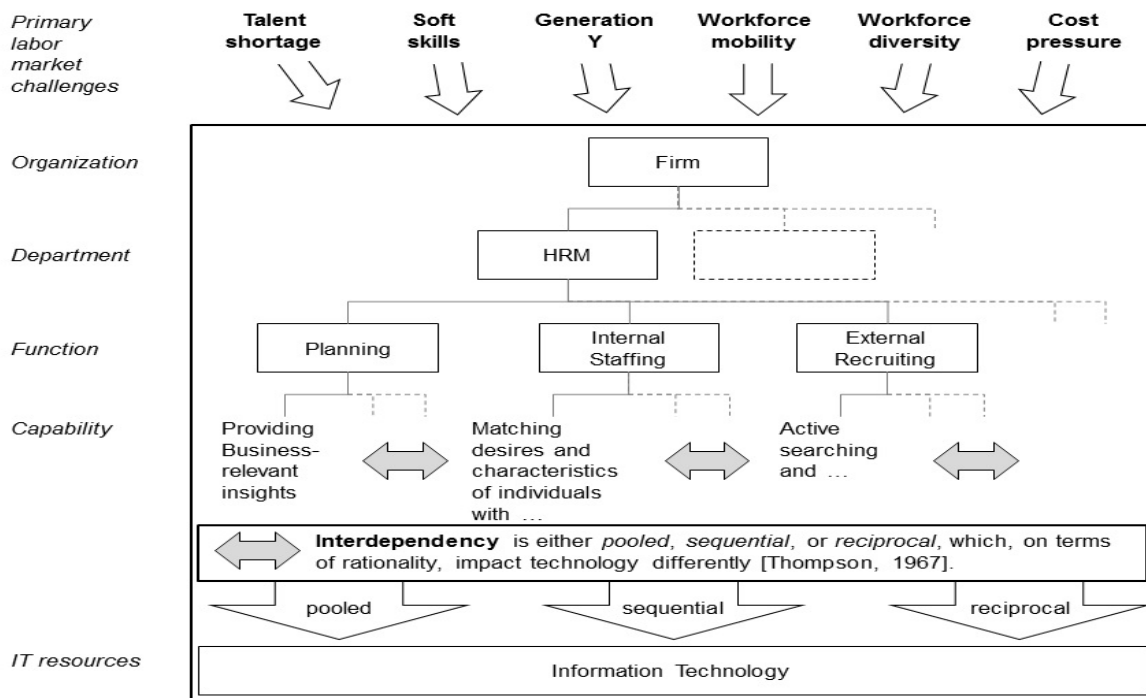 Primary
labor
market
challenges
Talent
shortage
Soft
skills
Generation
Y
Workforce
mobility
Workforce
diversity
Cost
pressure
Organization
Firm
Department
HRM
Function
Planning
Internal
Staffing
External
Recruiting
Capability
Providing
Business-
relevant
insights
Matching
desires and
characteristics
of individuals
with …
Active
searching
and …
Interdependency is either pooled, sequential, or reciprocal, which, on terms
of rationality, impact technology differently [Thompson, 1967].
pooled
sequential
reciprocal
IT resources
Information Technology